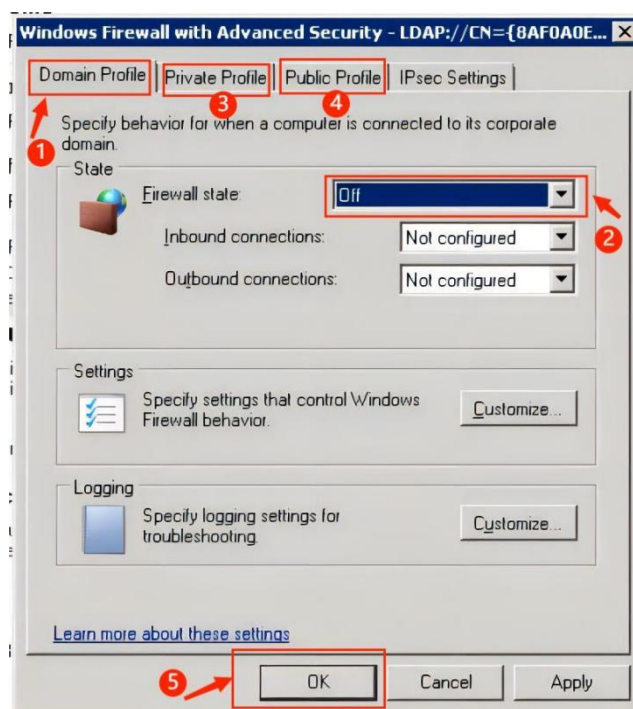 Windows Firewall with Advanced Security - LDAP://CN={8AF0A0E...
Domain Profile Private Profile Public Profile IPsec Settings
3 4
1
Specify behavior for when a computer is connected to its corporate
domain.
State
Firewall state: Off
2
Inbound connections: Not configured
Outbound connections: Not configured
Settings
Specify settings that control Windows
Firewall behavior.
Customize...
Logging
Specify logging settings for
troubleshooting.
Customize...
Learn more about these settings
5
OK Cancel Apply